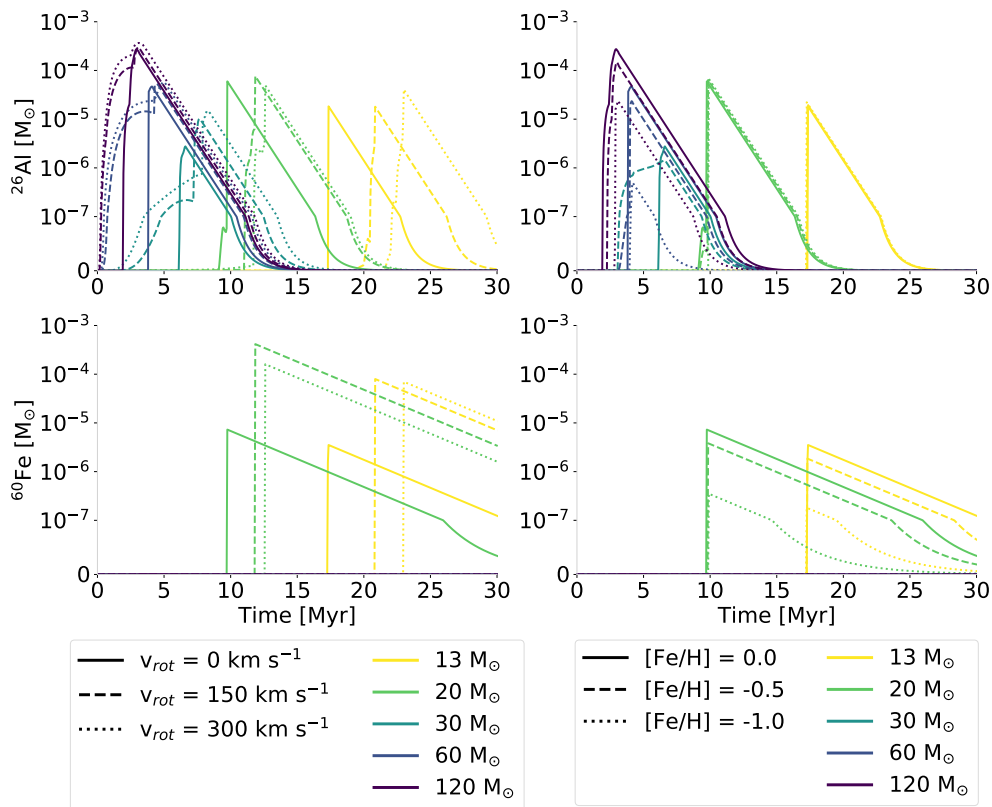 10⁻³
10⁻⁴
10⁻⁵
10⁻⁶
10⁻⁷
0
²⁶Al [M☉]
0 5 10 15 20 25 30
10⁻³
10⁻⁴
10⁻⁵
10⁻⁶
10⁻⁷
0
0 5 10 15 20 25 30
10⁻³
10⁻⁴
10⁻⁵
10⁻⁶
10⁻⁷
0
⁶⁰Fe [M☉]
0 5 10 15 20 25 30
Time [Myr]
10⁻³
10⁻⁴
10⁻⁵
10⁻⁶
10⁻⁷
0
0 5 10 15 20 25 30
Time [Myr]
v_rot = 0 km s⁻¹
v_rot = 150 km s⁻¹
v_rot = 300 km s⁻¹
13 M☉
20 M☉
30 M☉
60 M☉
120 M☉
[Fe/H] = 0.0
[Fe/H] = -0.5
[Fe/H] = -1.0
13 M☉
20 M☉
30 M☉
60 M☉
120 M☉